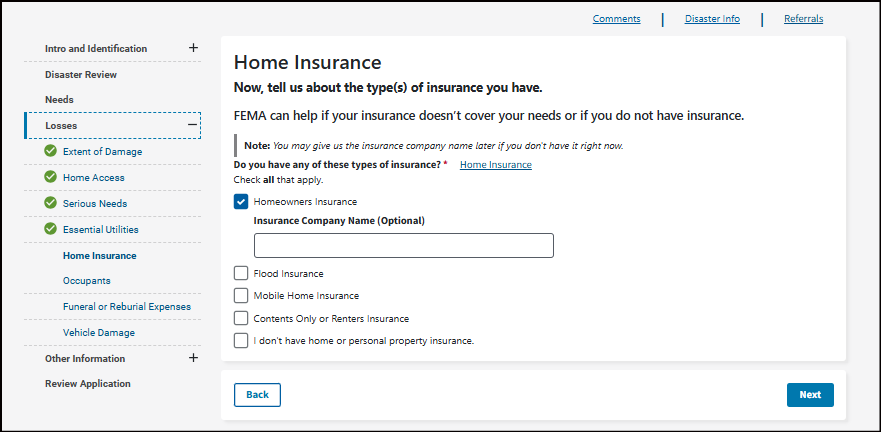 Comments | Disaster Info | Referrals
Intro and Identification +
Disaster Review
Needs
Losses −
Extent of Damage
Home Access
Serious Needs
Essential Utilities
Home Insurance
Occupants
Funeral or Reburial Expenses
Vehicle Damage
Other Information +
Review Application
Home Insurance
Now, tell us about the type(s) of insurance you have.
FEMA can help if your insurance doesn't cover your needs or if you do not have insurance.
Note: You may give us the insurance company name later if you don't have it right now.
Do you have any of these types of insurance? * Home Insurance
Check all that apply.
Homeowners Insurance
Insurance Company Name (Optional)
Flood Insurance
Mobile Home Insurance
Contents Only or Renters Insurance
I don't have home or personal property insurance.
Back
Next